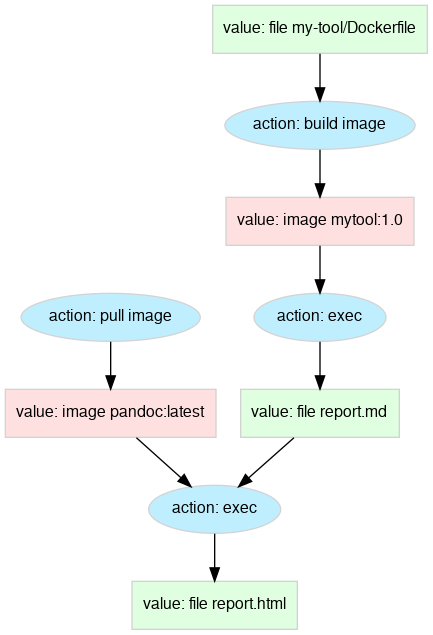 value: file my-tool/Dockerfile
action: build image
value: image mytool:1.0
action: pull image
action: exec
value: image pandoc:latest
value: file report.md
action: exec
value: file report.html